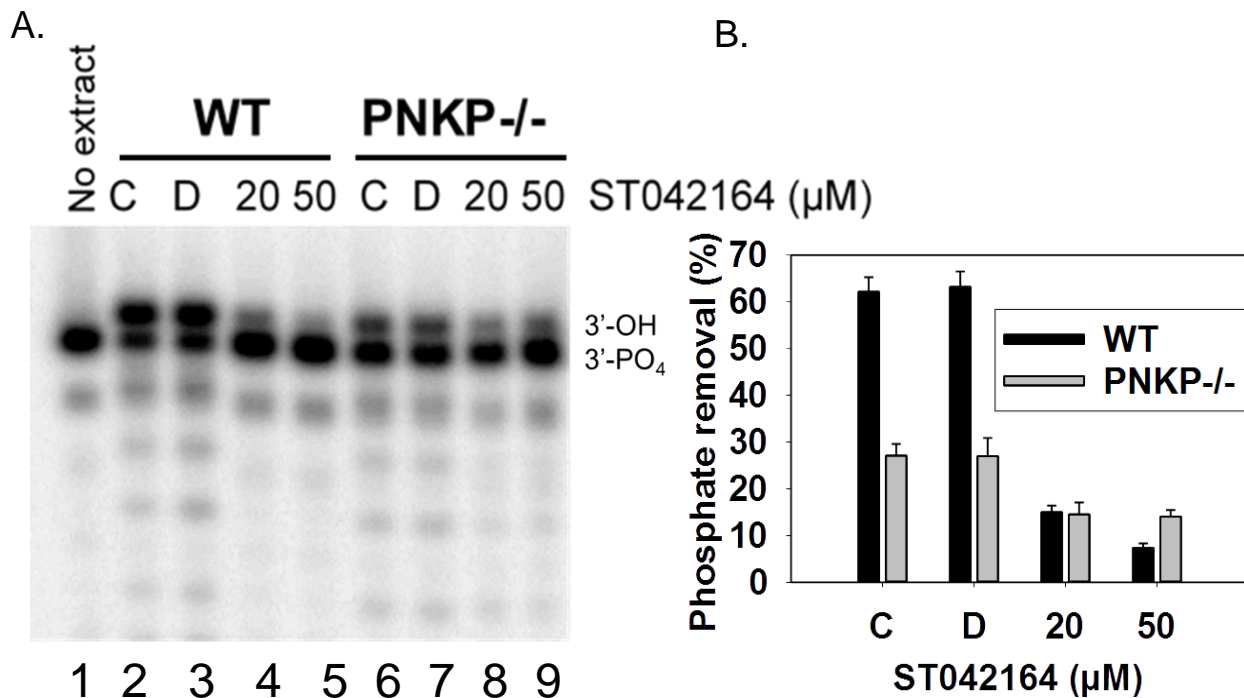 A.
No extract
WT PNKP-/-
C D 20 50 C D 20 50 ST042164 (µM)
3'-OH
3'-PO₄
1 2 3 4 5 6 7 8 9
B.
Phosphate removal (%)
70
60
50
40
30
20
10
0
WT
PNKP-/-
C D 20 50
ST042164 (µM)